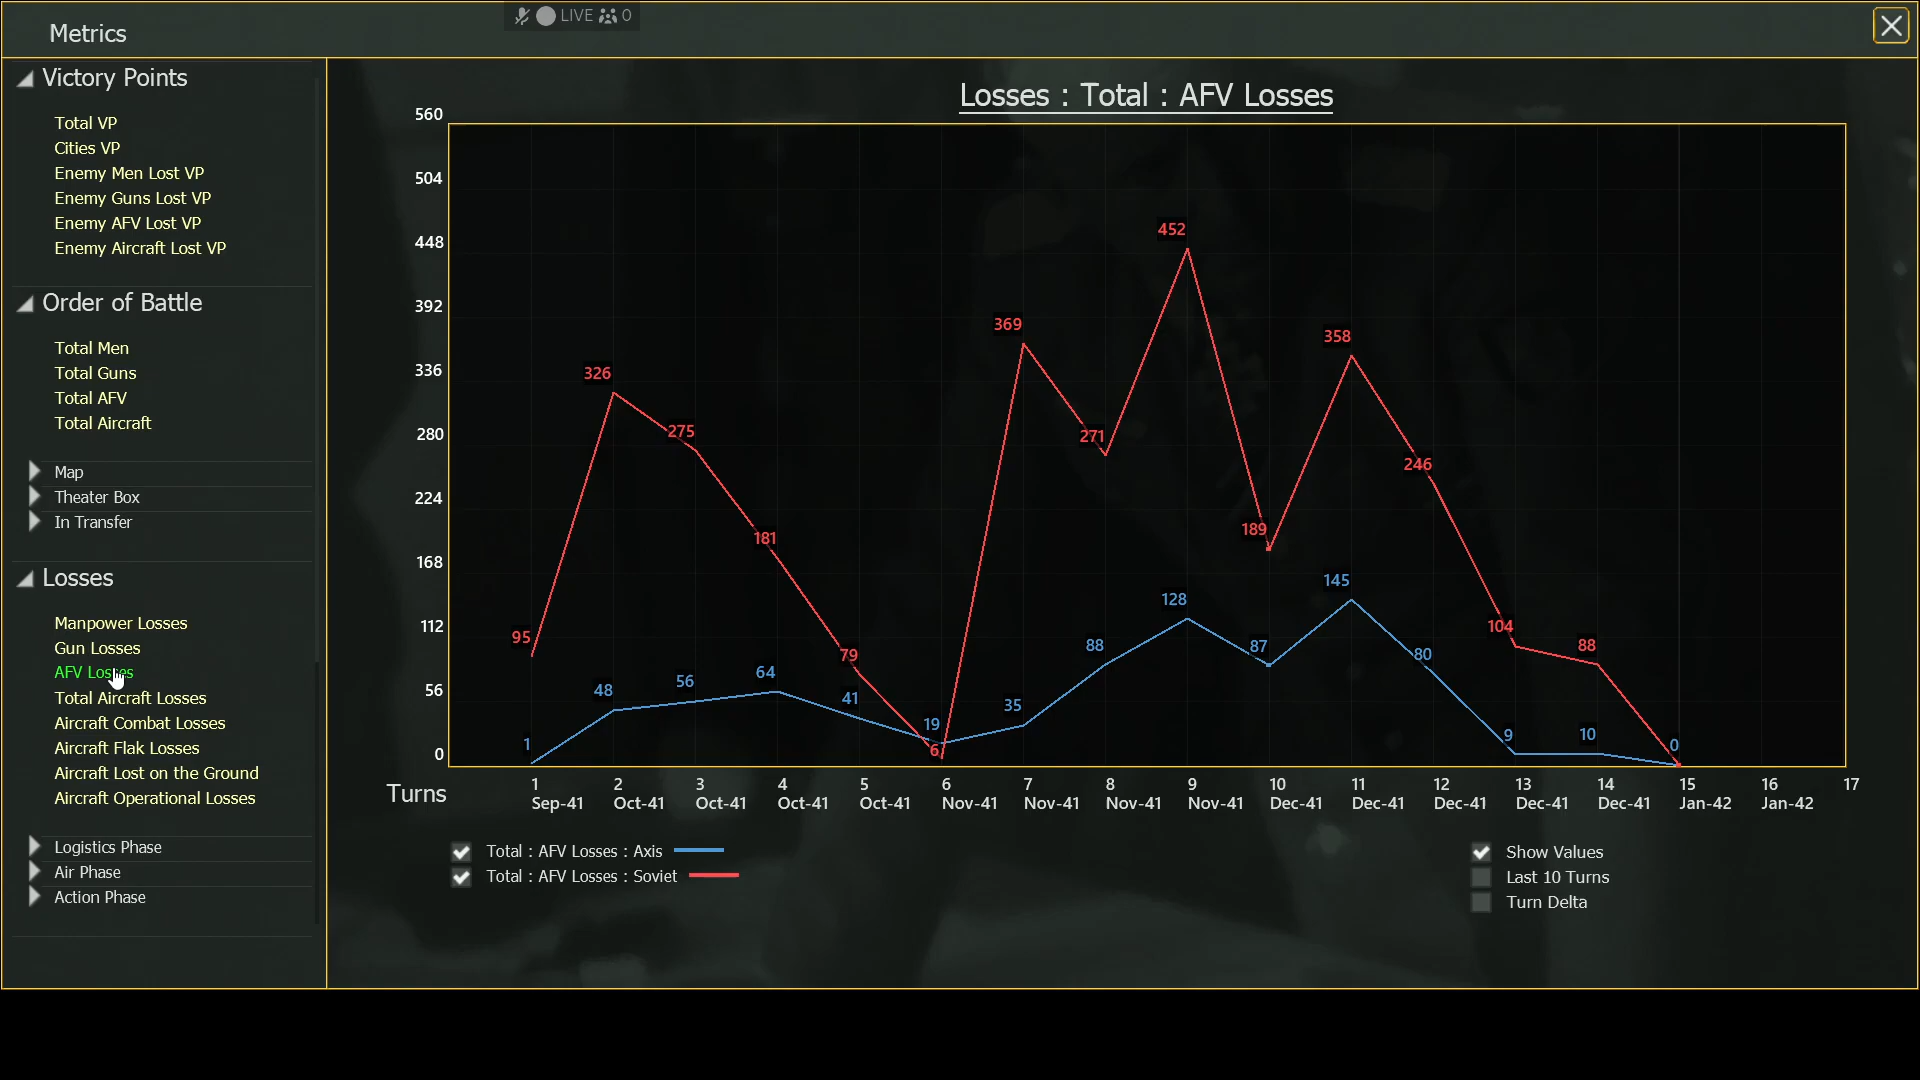 LIVE 0
Metrics
Victory Points
Total VP
Cities VP
Enemy Men Lost VP
Enemy Guns Lost VP
Enemy AFV Lost VP
Enemy Aircraft Lost VP
Order of Battle
Total Men
Total Guns
Total AFV
Total Aircraft
Map
Theater Box
In Transfer
Losses
Manpower Losses
Gun Losses
AFV Losses
Total Aircraft Losses
Aircraft Combat Losses
Aircraft Flak Losses
Aircraft Lost on the Ground
Aircraft Operational Losses
Logistics Phase
Air Phase
Action Phase
Losses : Total : AFV Losses
560
504
448
392
336
280
224
168
112
56
0
95 326 275 181 79 6 369 271 452 189 358 246 104 88
1 48 56 64 41 19 35 88 128 87 145 80 9 10 0
Turns
1 2 3 4 5 6 7 8 9 10 11 12 13 14 15 16 17
Sep-41 Oct-41 Oct-41 Oct-41 Oct-41 Nov-41 Nov-41 Nov-41 Nov-41 Dec-41 Dec-41 Dec-41 Dec-41 Dec-41 Jan-42 Jan-42
Total : AFV Losses : Axis
Total : AFV Losses : Soviet
Show Values
Last 10 Turns
Turn Delta